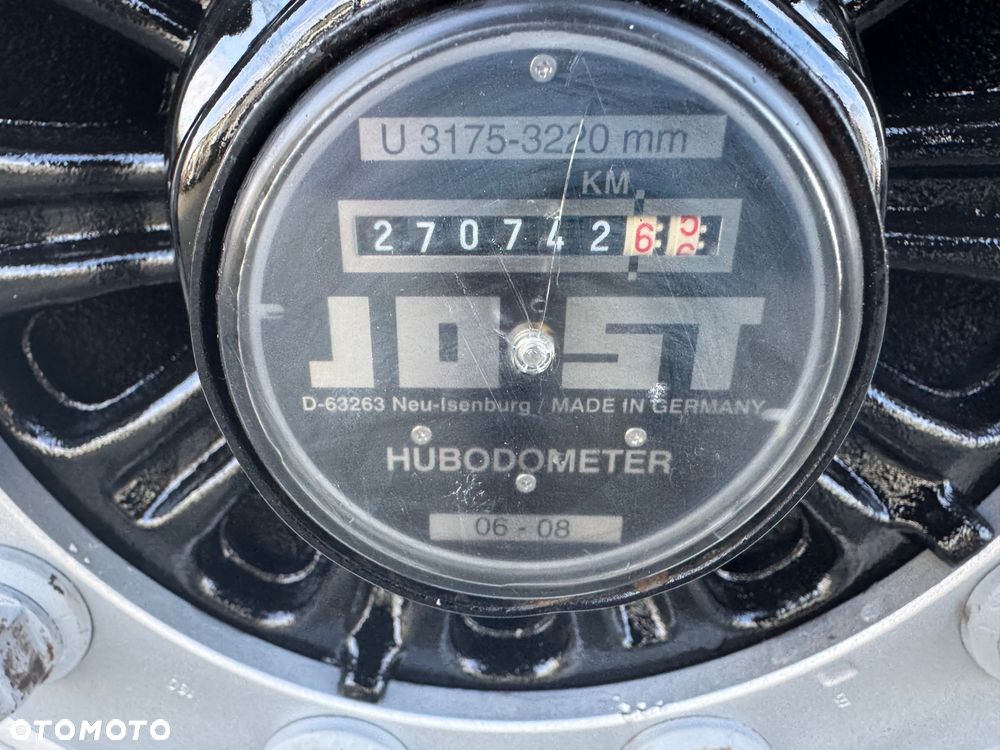 U 3175-3220 mm
KM
2707426
JOST
D-63263 Neu-Isenburg / MADE IN GERMANY
HUBODOMETER
06 - 08
OTOMOTO